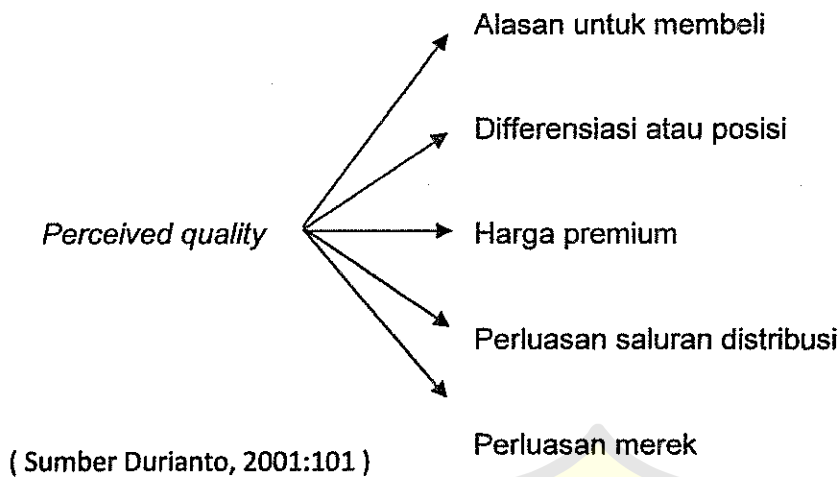 Alasan untuk membeli
Differensiasi atau posisi
Perceived quality
Harga premium
Perluasan saluran distribusi
Perluasan merek
( Sumber Durianto, 2001:101 )